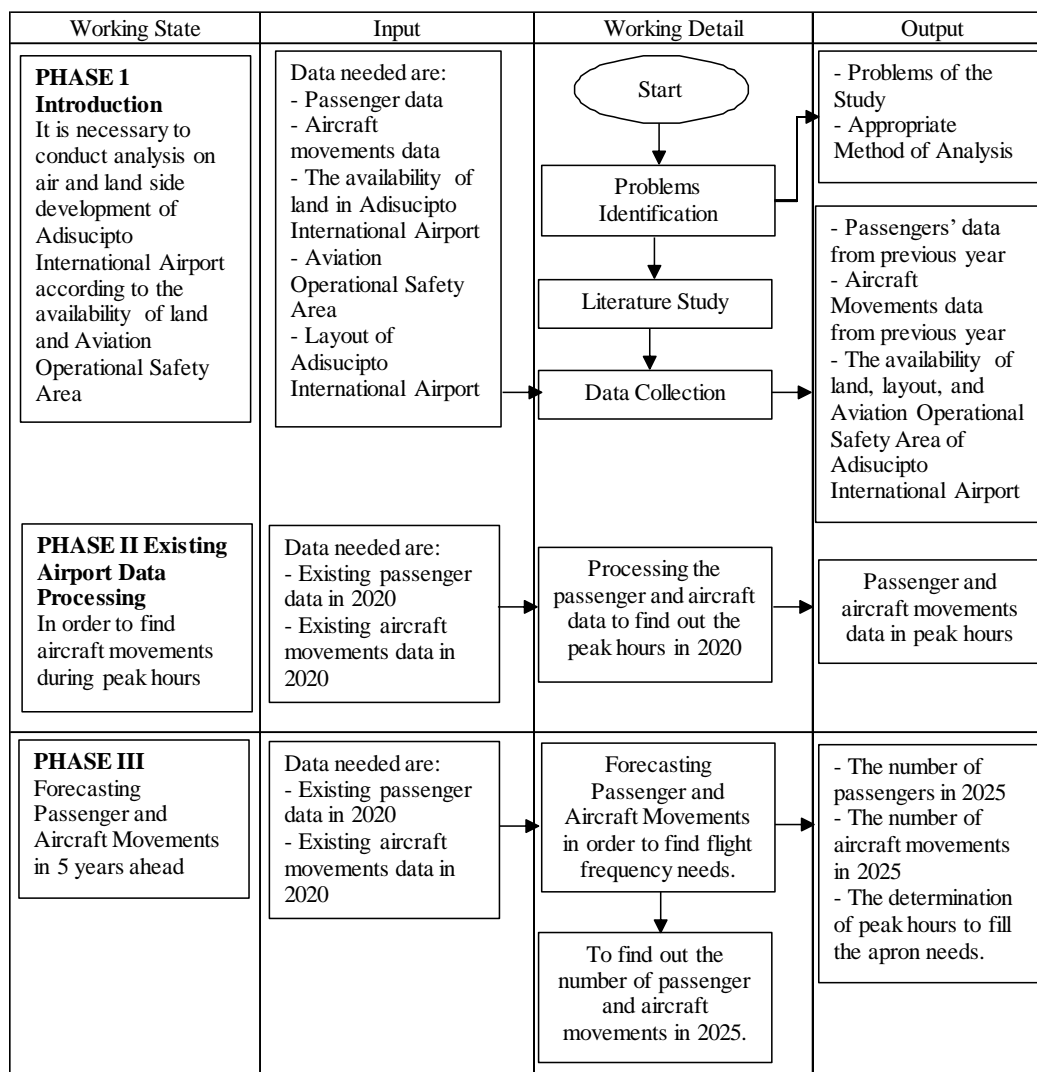 Working State
Input
Working Detail
Output
PHASE 1
Introduction
It is necessary to
conduct analysis on
air and land side
development of
Adisucipto
International Airport
according to the
availability of land
and Aviation
Operational Safety
Area
Data needed are:
- Passenger data
- Aircraft
movements data
- The availability of
land in Adisucipto
International Airport
- Aviation
Operational Safety
Area
- Layout of
Adisucipto
International Airport
Start
Problems
Identification
Literature Study
Data Collection
- Problems of the
Study
- Appropriate
Method of Analysis
- Passengers' data
from previous year
- Aircraft
Movements data
from previous year
- The availability of
land, layout, and
Aviation Operational
Safety Area of
Adisucipto
International Airport
PHASE II Existing
Airport Data
Processing
In order to find
aircraft movements
during peak hours
Data needed are:
- Existing passenger
data in 2020
- Existing aircraft
movements data in
2020
Processing the
passenger and aircraft
data to find out the
peak hours in 2020
Passenger and
aircraft movements
data in peak hours
PHASE III
Forecasting
Passenger and
Aircraft Movements
in 5 years ahead
Data needed are:
- Existing passenger
data in 2020
- Existing aircraft
movements data in
2020
Forecasting
Passenger and
Aircraft Movements
in order to find flight
frequency needs.
To find out the
number of passenger
and aircraft
movements in 2025.
- The number of
passengers in 2025
- The number of
aircraft movements
in 2025
- The determination
of peak hours to fill
the apron needs.